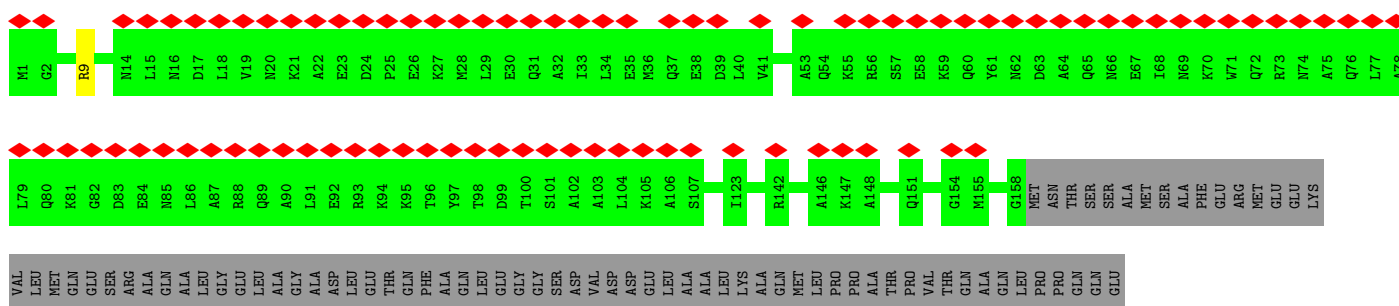 M1 G2 R9 N14 L15 N16 D17 L18 V19 N20 K21 A22 E23 D24 P25 E26 K27 M28 L29 E30 Q31 A32 I33 L34 E35 M36 Q37 E38 D39 L40 V41 A53 Q54 K55 R56 S57 E58 K59 Q60 Y61 N62 D63 A64 Q65 N66 E67 I68 N69 K70 W71 Q72 R73 N74 A75 Q76 L77 A78
L79 Q80 K81 G82 D83 E84 N85 L86 A87 R88 Q89 A90 L91 E92 R93 K94 K95 T96 Y97 T98 D99 T100 S101 A102 A103 L104 K105 A106 S107 I123 R142 A146 K147 A148 Q151 G154 M155 G158 MET ASN THR SER SER ALA MET SER ALA PHE GLU ARG MET GLU GLU LYS
VAL LEU MET GLN GLU SER ARG ALA GLN ALA LEU GLY GLU LEU ALA GLY ALA ASP LEU GLU THR GLN PHE ALA GLN LEU GLU GLY GLY SER ASP VAL ASP ASP GLU LEU ALA ALA LEU LYS ALA GLN MET LEU PRO PRO ALA THR PRO VAL THR GLN ALA GLN LEU PRO PRO GLN GLN GLU